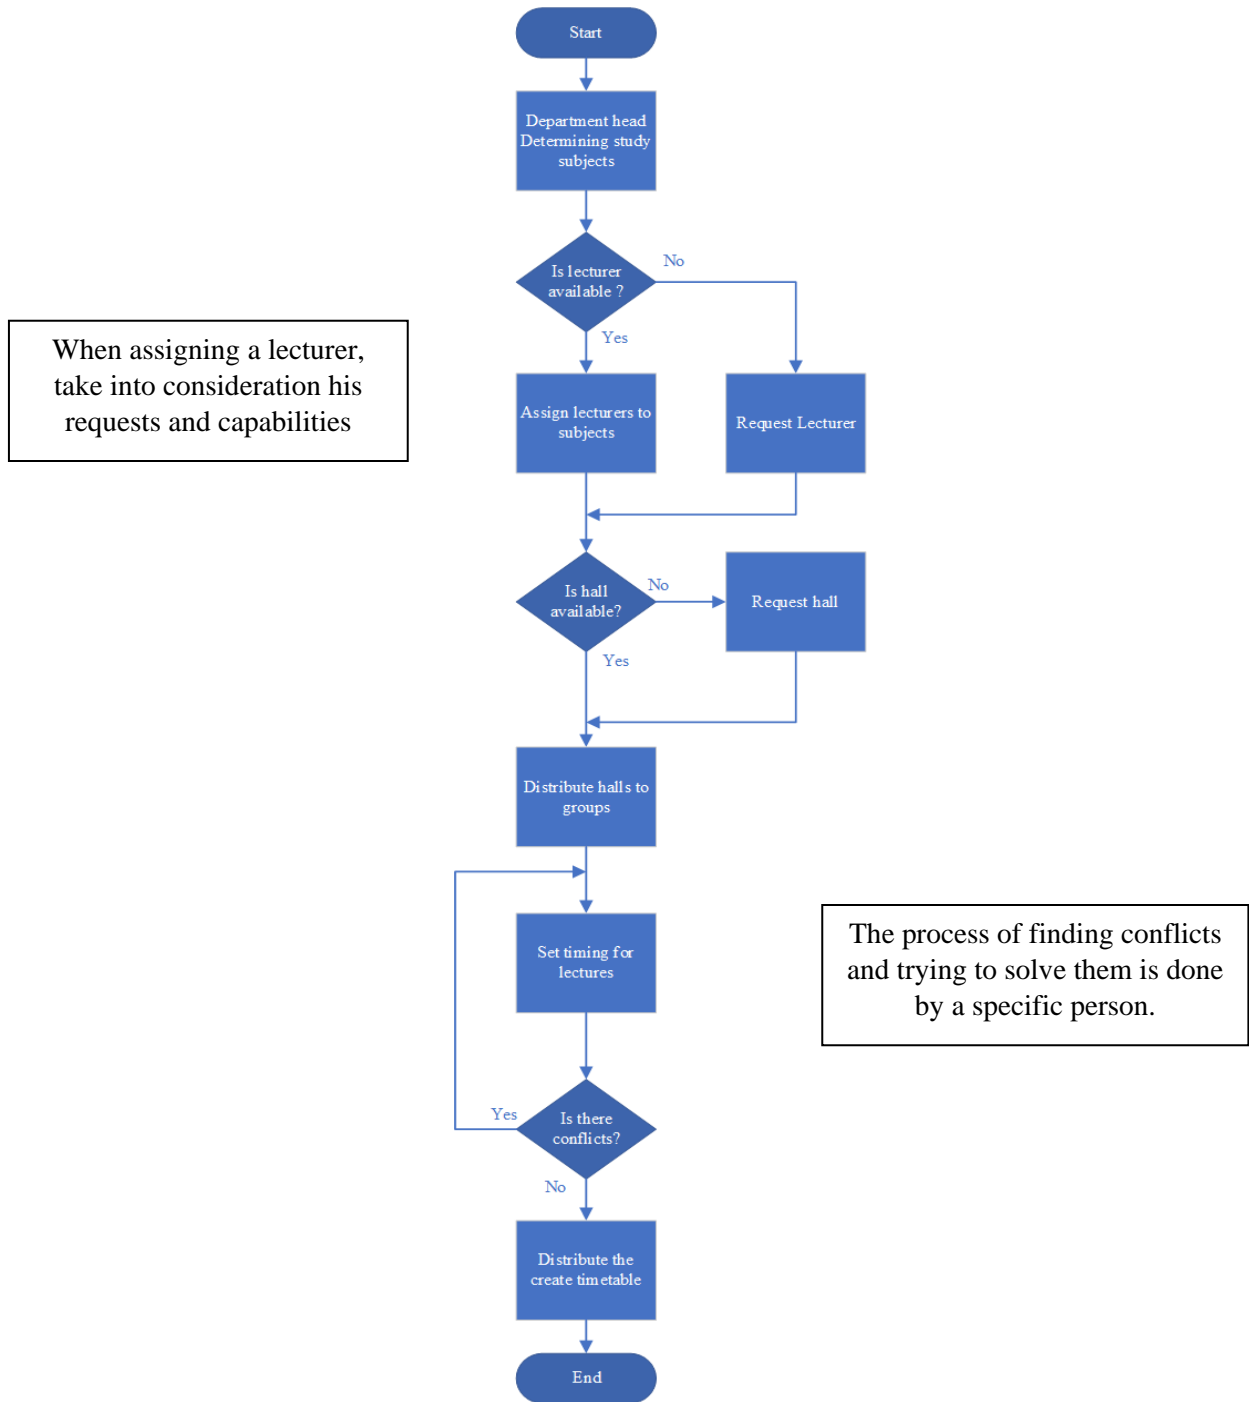 Start
Department head
Determining study
subjects
Is lecturer
available ?
No
Yes
When assigning a lecturer,
take into consideration his
requests and capabilities
Assign lecturers to
subjects
Request Lecturer
Is hall
available?
No
Request hall
Yes
Distribute halls to
groups
Set timing for
lectures
The process of finding conflicts
and trying to solve them is done
by a specific person.
Yes
Is there
conflicts?
No
Distribute the
create timetable
End